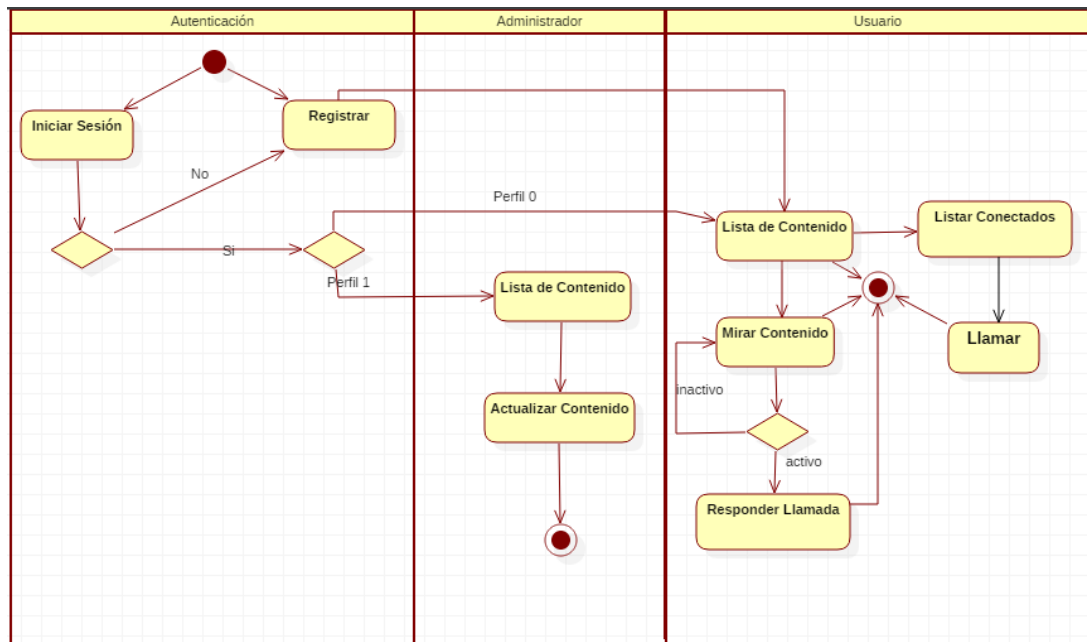 Autenticación
Administrador
Usuario
Iniciar Sesión
Registrar
No
Si
Perfil 0
Perfil 1
Lista de Contenido
Actualizar Contenido
Lista de Contenido
Listar Conectados
Mirar Contenido
Llamar
inactivo
activo
Responder Llamada